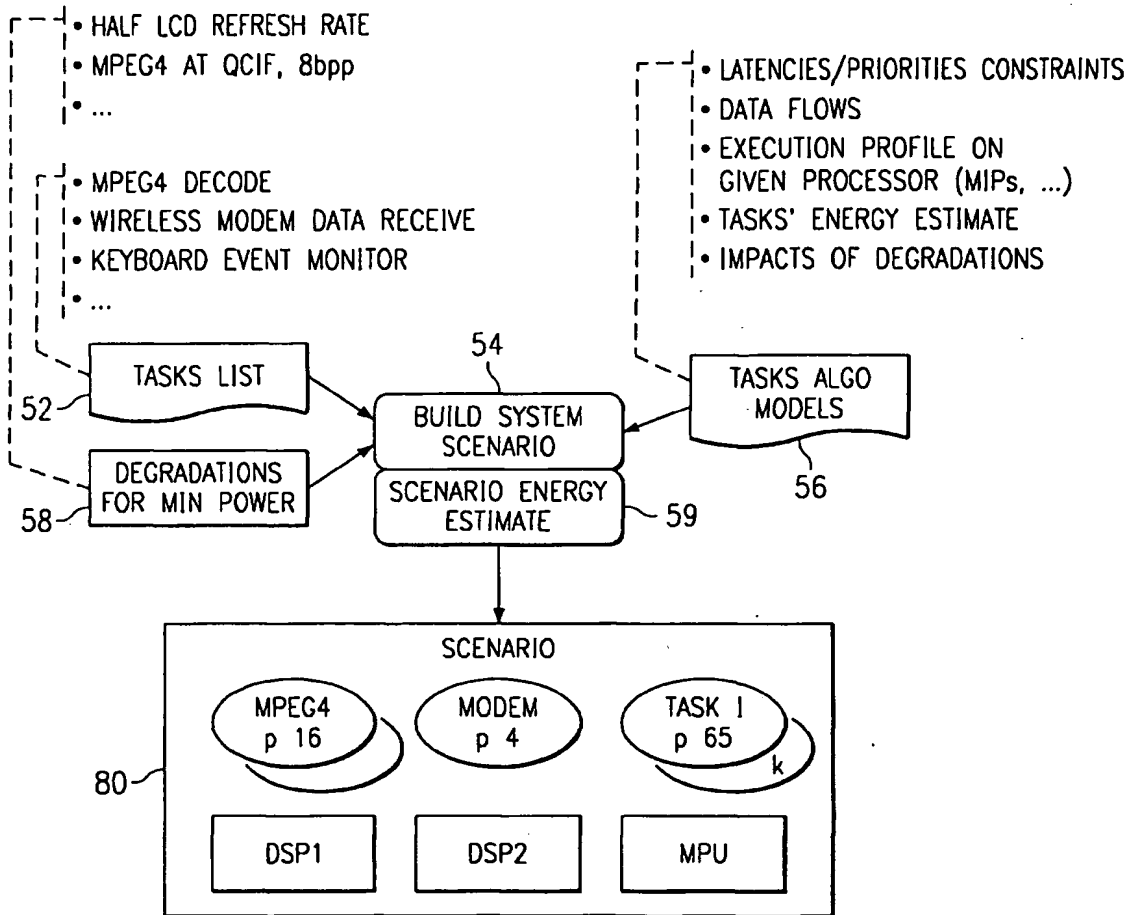 • HALF LCD REFRESH RATE
• MPEG4 AT QCIF, 8bpp
• ...
• MPEG4 DECODE
• WIRELESS MODEM DATA RECEIVE
• KEYBOARD EVENT MONITOR
• ...
• LATENCIES/PRIORITIES CONSTRAINTS
• DATA FLOWS
• EXECUTION PROFILE ON
GIVEN PROCESSOR (MIPs, ...)
• TASKS' ENERGY ESTIMATE
• IMPACTS OF DEGRADATIONS
TASKS LIST
52
DEGRADATIONS
FOR MIN POWER
58
54
BUILD SYSTEM
SCENARIO
SCENARIO ENERGY
ESTIMATE
59
TASKS ALGO
MODELS
56
SCENARIO
MPEG4
p 16
MODEM
p 4
TASK I
p 65
k
80
DSP1
DSP2
MPU